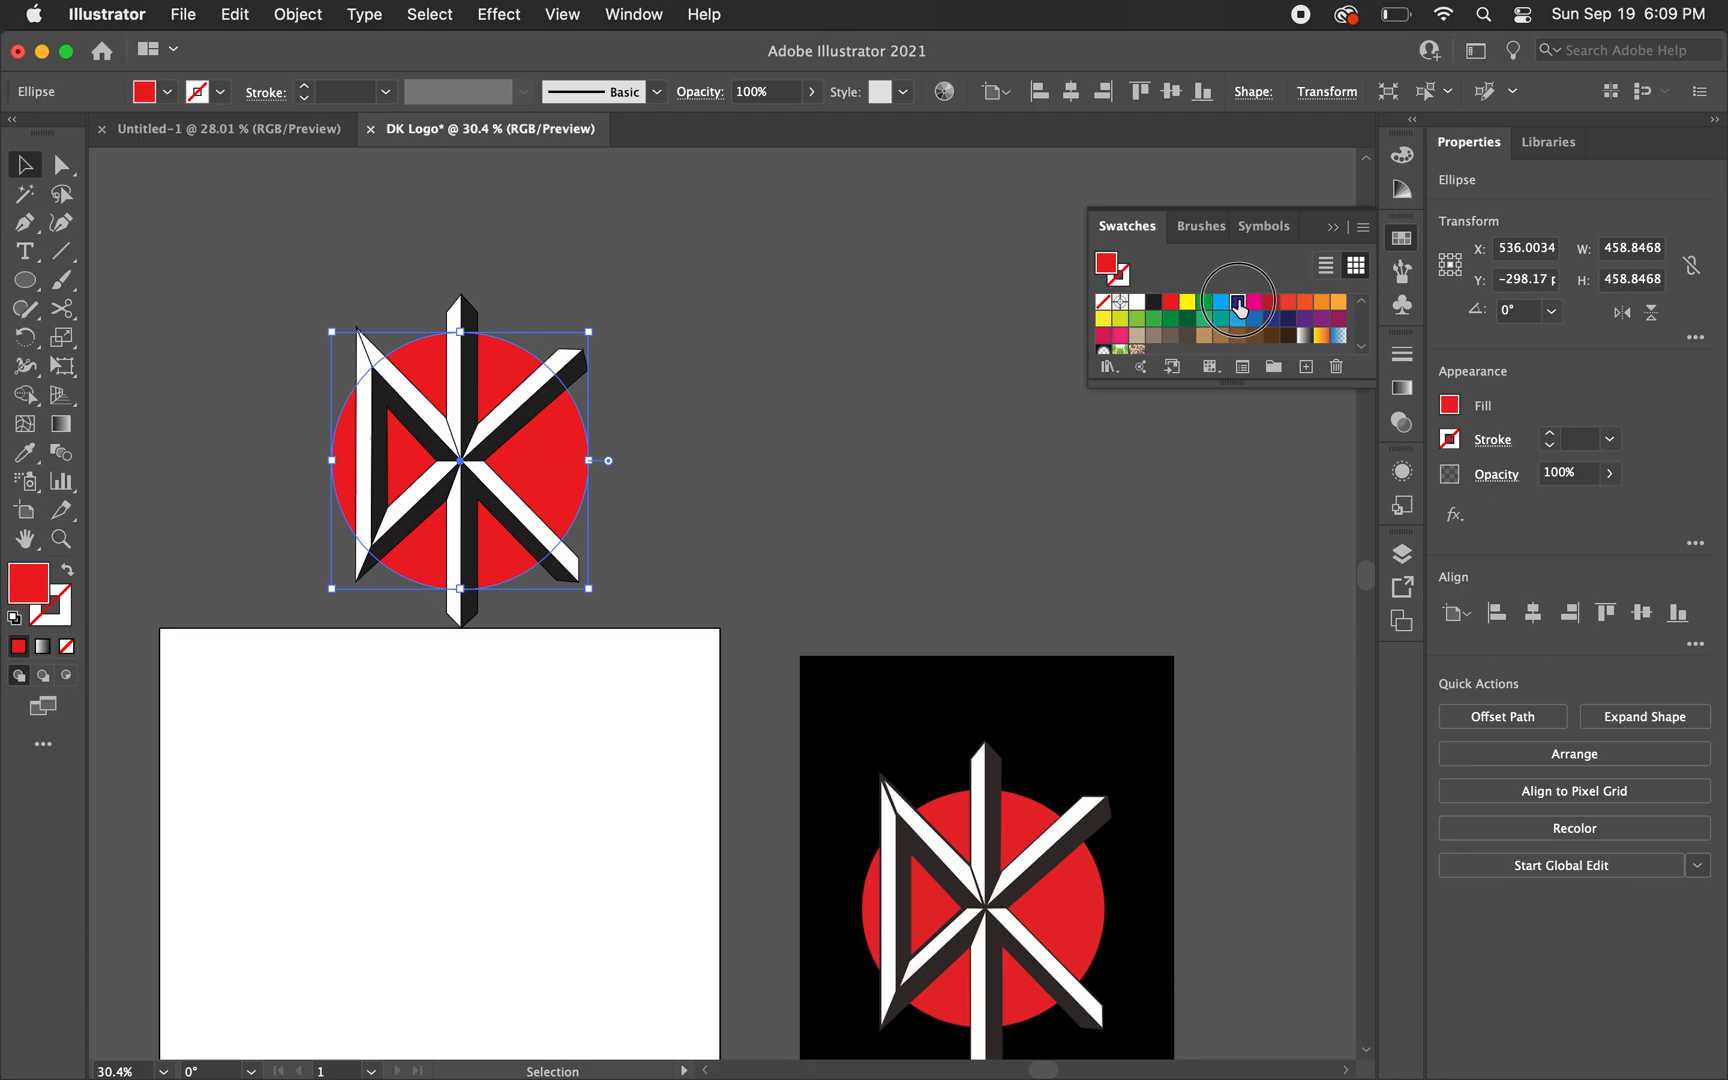 Illustrator File Edit Object Type Select Effect View Window Help Sun Sep 19 6:09 PM
Adobe Illustrator 2021 Search Adobe Help
Ellipse Stroke: Basic Opacity: 100% Style: Shape: Transform
Untitled-1 @ 28.01 % (RGB/Preview) DK Logo* @ 30.4 % (RGB/Preview)
Properties Libraries
Ellipse
Transform
X: 536.0034 W: 458.8468
Y: -298.17 p H: 458.8468
0°
Swatches Brushes Symbols
Appearance
Fill
Stroke
Opacity 100%
fx.
Align
Quick Actions
Offset Path Expand Shape
Arrange
Align to Pixel Grid
Recolor
Start Global Edit
30.4% 0° 1 Selection